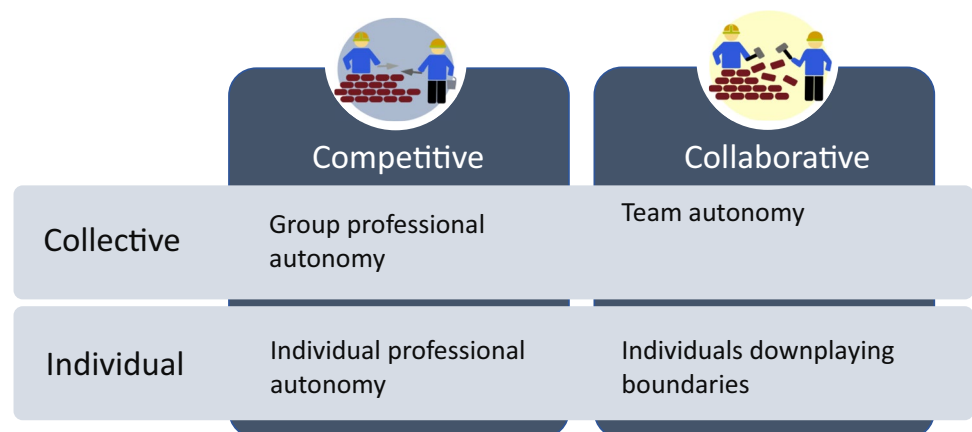 Competitive
Collaborative
Collective
Group professional
autonomy
Team autonomy
Individual
Individual professional
autonomy
Individuals downplaying
boundaries